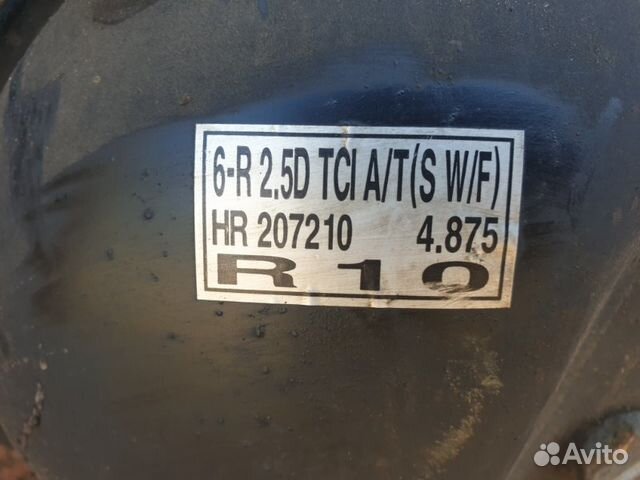 6-R 2.5D TCI A/T(S W/F)
HR 207210 4.875
R10
Avito